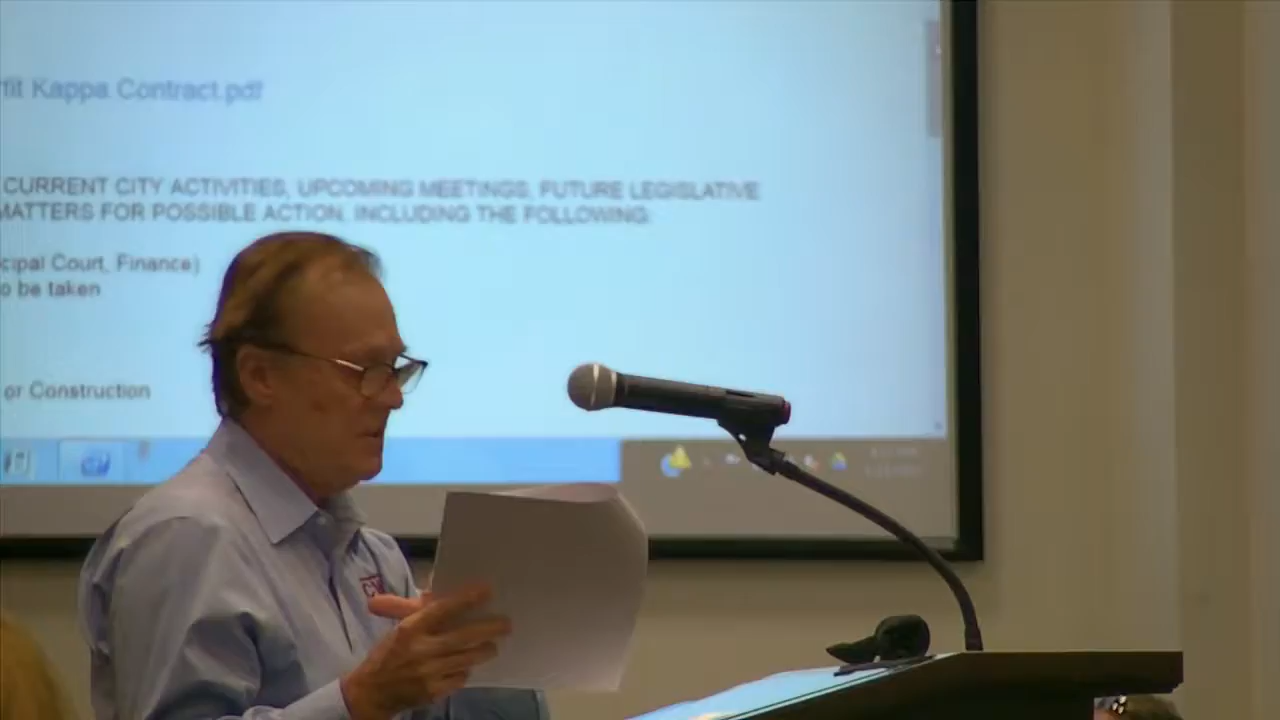 fit Kappa Contract.pdf
CURRENT CITY ACTIVITIES, UPCOMING MEETINGS, FUTURE LEGISLATIVE
MATTERS FOR POSSIBLE ACTION, INCLUDING THE FOLLOWING:
cipal Court, Finance)
o be taken
or Construction